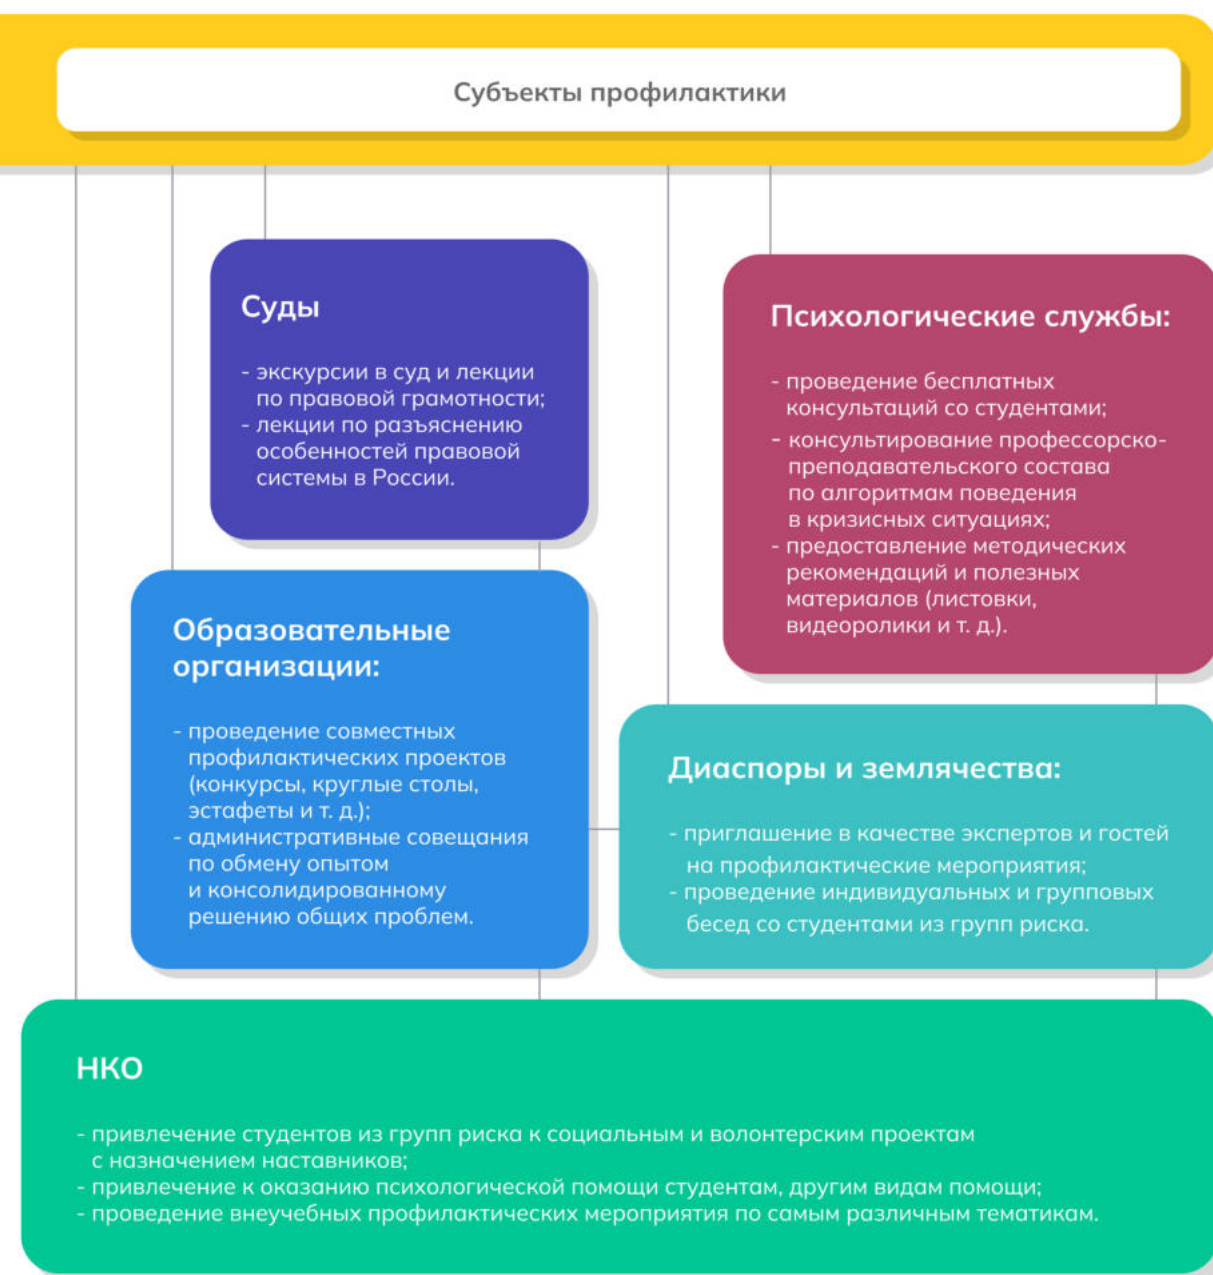 Субъекты профилактики
Суды
- экскурсии в суд и лекции
по правовой грамотности;
- лекции по разъяснению
особенностей правовой
системы в России.
Психологические службы:
- проведение бесплатных
консультаций со студентами;
- консультирование профессорско-
преподавательского состава
по алгоритмам поведения
в кризисных ситуациях;
- предоставление методических
рекомендаций и полезных
материалов (листовки,
видеоролики и т. д.).
Образовательные
организации:
- проведение совместных
профилактических проектов
(конкурсы, круглые столы,
эстафеты и т. д.);
- административные совещания
по обмену опытом
и консолидированному
решению общих проблем.
Диаспоры и землячества:
- приглашение в качестве экспертов и гостей
на профилактические мероприятия;
- проведение индивидуальных и групповых
бесед со студентами из групп риска.
НКО
- привлечение студентов из групп риска к социальным и волонтерским проектам
с назначением наставников;
- привлечение к оказанию психологической помощи студентам, другим видам помощи;
- проведение внеучебных профилактических мероприятия по самым различным тематикам.